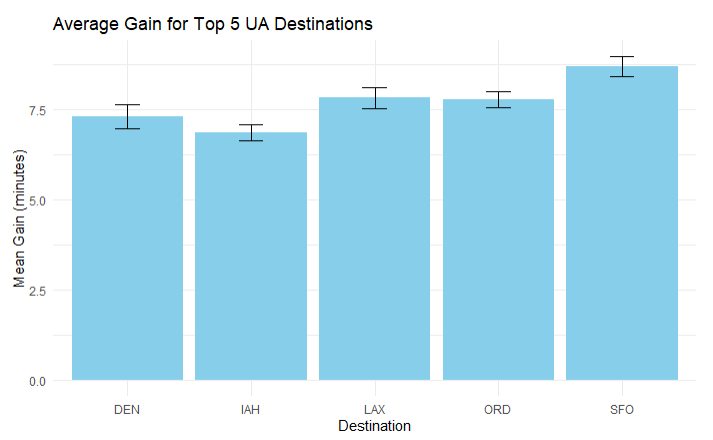 Average Gain for Top 5 UA Destinations
Mean Gain (minutes)
7.5
5.0
2.5
0.0
DEN IAH LAX ORD SFO
Destination